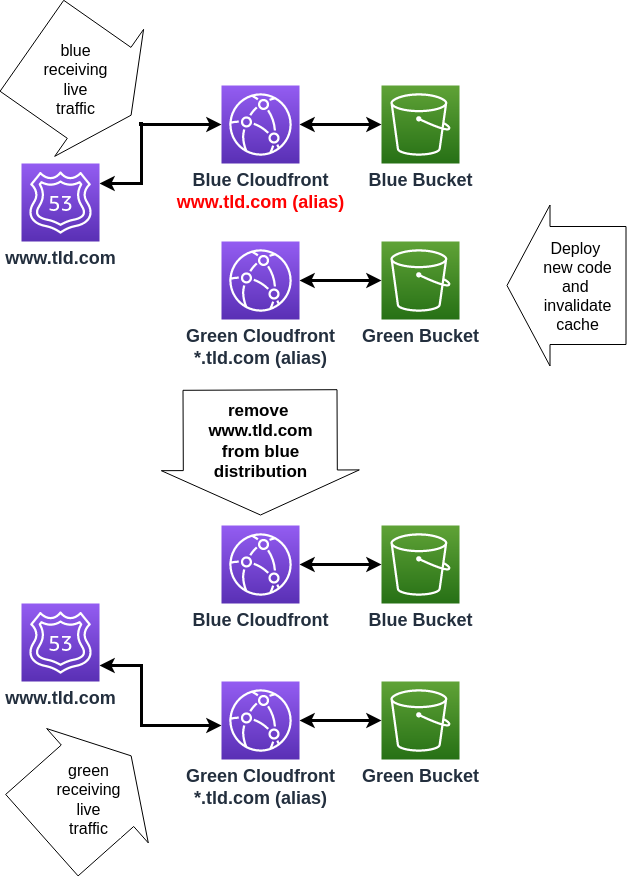 blue
receiving
live
traffic
53
www.tld.com
Blue Cloudfront
www.tld.com (alias)
Blue Bucket
Green Cloudfront
*.tld.com (alias)
Green Bucket
Deploy
new code
and
invalidate
cache
remove
www.tld.com
from blue
distribution
Blue Cloudfront
Blue Bucket
53
www.tld.com
Green Cloudfront
*.tld.com (alias)
Green Bucket
green
receiving
live
traffic